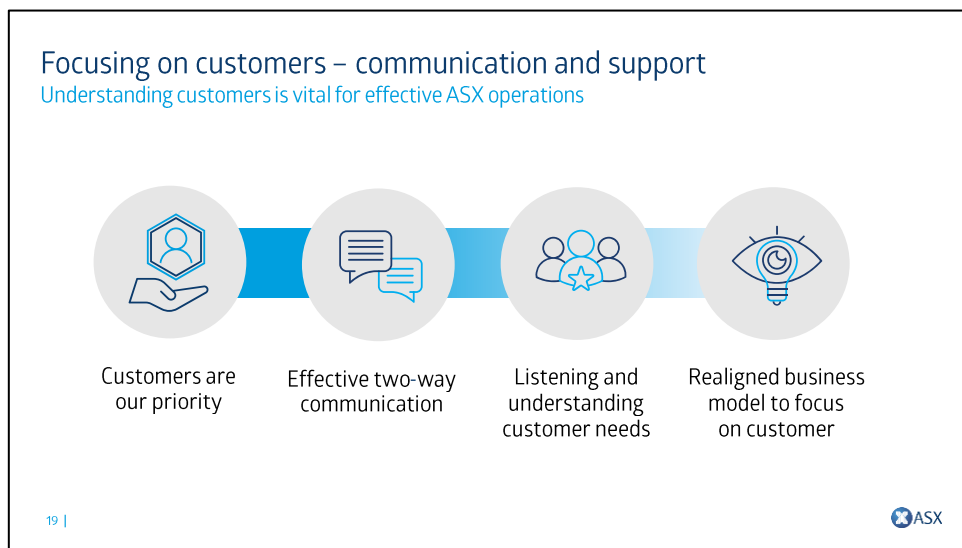 Focusing on customers – communication and support
Understanding customers is vital for effective ASX operations
Customers are
our priority
Effective two-way
communication
Listening and
understanding
customer needs
Realigned business
model to focus
on customer
19 |
ASX